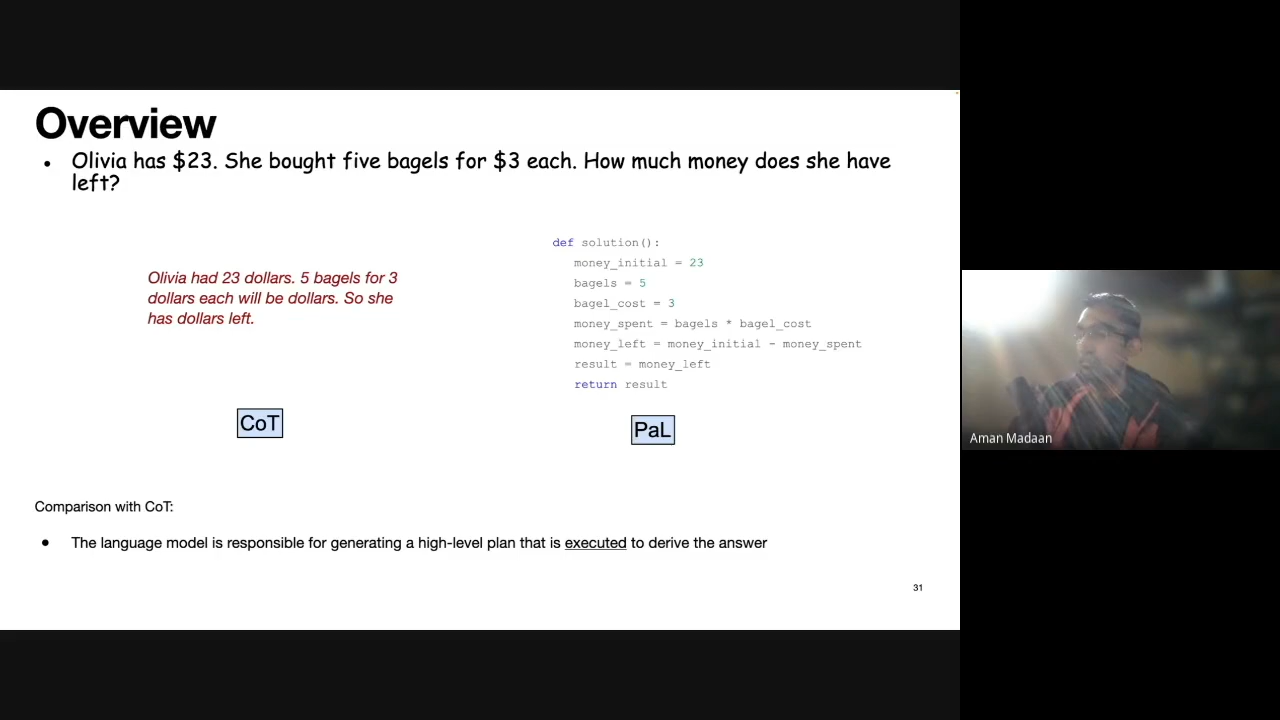 Overview
• Olivia has $23. She bought five bagels for $3 each. How much money does she have
left?
Olivia had 23 dollars. 5 bagels for 3
dollars each will be dollars. So she
has dollars left.
CoT
def solution():
money_initial = 23
bagels = 5
bagel_cost = 3
money_spent = bagels * bagel_cost
money_left = money_initial - money_spent
result = money_left
return result
PaL
Comparison with CoT:
• The language model is responsible for generating a high-level plan that is executed to derive the answer
31
Aman Madaan